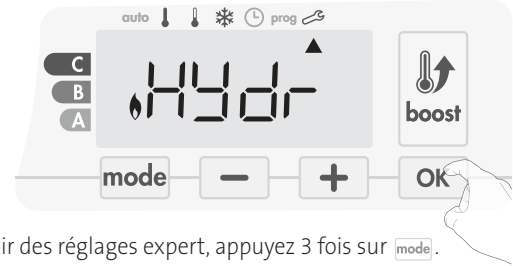 auto prog
C
B
A
Hydr
boost
mode − + OK
ir des réglages expert, appuyez 3 fois sur mode.